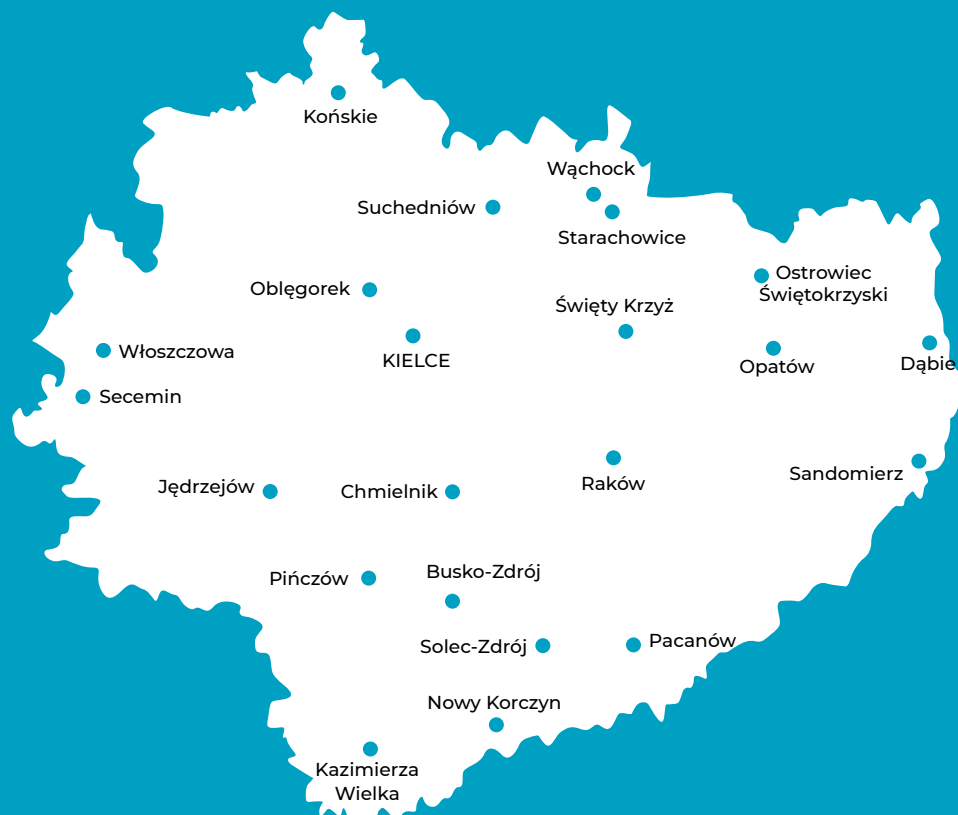 Końskie
Wąchock
Suchedniów
Starachowice
Ostrowiec
Świętokrzyski
Oblęgorek
Święty Krzyż
Włoszczowa
KIELCE
Opatów
Dąbie
Secemin
Sandomierz
Raków
Jędrzejów
Chmielnik
Busko-Zdrój
Pińczów
Pacanów
Solec-Zdrój
Nowy Korczyn
Kazimierza
Wielka